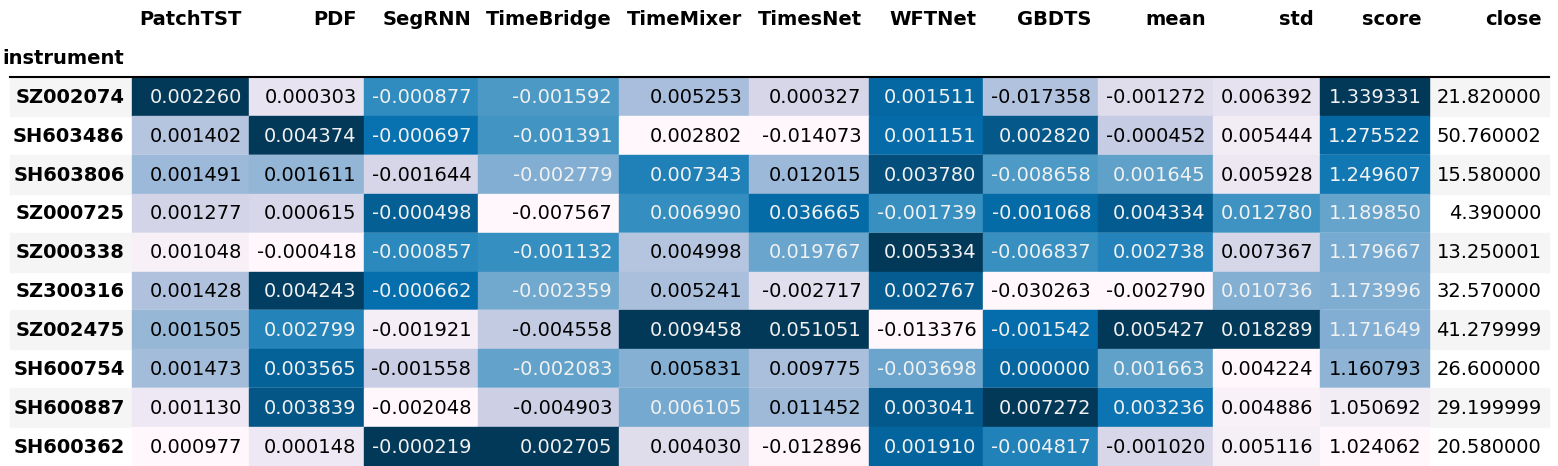 PatchTST PDF SegRNN TimeBridge TimeMixer TimesNet WFTNet GBDTS mean std score close
instrument
SZ002074 0.002260 0.000303 -0.000877 -0.001592 0.005253 0.000327 0.001511 -0.017358 -0.001272 0.006392 1.339331 21.820000
SH603486 0.001402 0.004374 -0.000697 -0.001391 0.002802 -0.014073 0.001151 0.002820 -0.000452 0.005444 1.275522 50.760002
SH603806 0.001491 0.001611 -0.001644 -0.002779 0.007343 0.012015 0.003780 -0.008658 0.001645 0.005928 1.249607 15.580000
SZ000725 0.001277 0.000615 -0.000498 -0.007567 0.006990 0.036665 -0.001739 -0.001068 0.004334 0.012780 1.189850 4.390000
SZ000338 0.001048 -0.000418 -0.000857 -0.001132 0.004998 0.019767 0.005334 -0.006837 0.002738 0.007367 1.179667 13.250001
SZ300316 0.001428 0.004243 -0.000662 -0.002359 0.005241 -0.002717 0.002767 -0.030263 -0.002790 0.010736 1.173996 32.570000
SZ002475 0.001505 0.002799 -0.001921 -0.004558 0.009458 0.051051 -0.013376 -0.001542 0.005427 0.018289 1.171649 41.279999
SH600754 0.001473 0.003565 -0.001558 -0.002083 0.005831 0.009775 -0.003698 0.000000 0.001663 0.004224 1.160793 26.600000
SH600887 0.001130 0.003839 -0.002048 -0.004903 0.006105 0.011452 0.003041 0.007272 0.003236 0.004886 1.050692 29.199999
SH600362 0.000977 0.000148 -0.000219 0.002705 0.004030 -0.012896 0.001910 -0.004817 -0.001020 0.005116 1.024062 20.580000